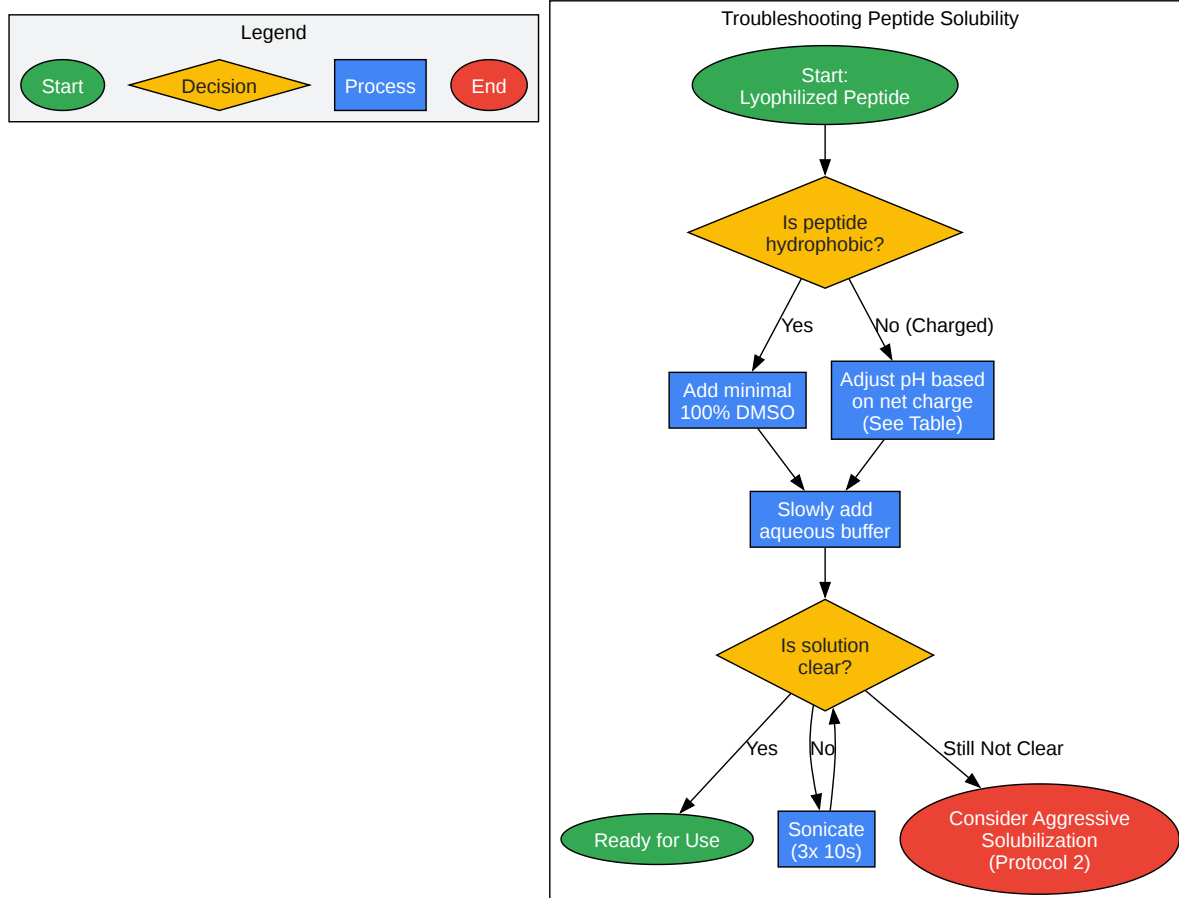 Legend
Start
Decision
Process
End
Troubleshooting Peptide Solubility
Start:
Lyophilized Peptide
Is peptide
hydrophobic?
Yes
No (Charged)
Add minimal
100% DMSO
Adjust pH based
on net charge
(See Table)
Slowly add
aqueous buffer
Is solution
clear?
Yes
No
Still Not Clear
Ready for Use
Sonicate
(3x 10s)
Consider Aggressive
Solubilization
(Protocol 2)